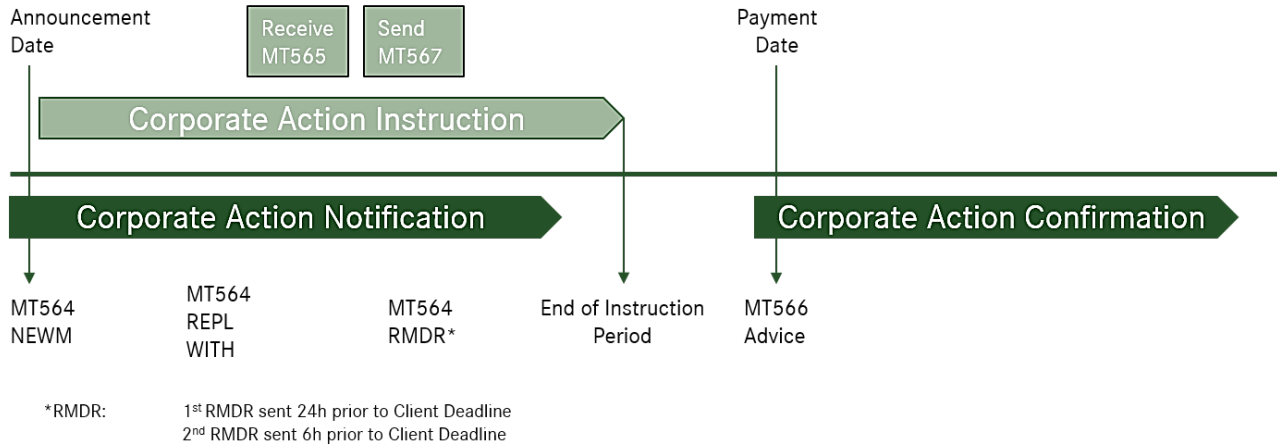 Announcement
Date
Receive
MT565
Send
MT567
Payment
Date
Corporate Action Instruction
Corporate Action Notification
Corporate Action Confirmation
MT564
NEWM
MT564
REPL
WITH
MT564
RMDR*
End of Instruction
Period
MT566
Advice
*RMDR: 1st RMDR sent 24h prior to Client Deadline
2nd RMDR sent 6h prior to Client Deadline